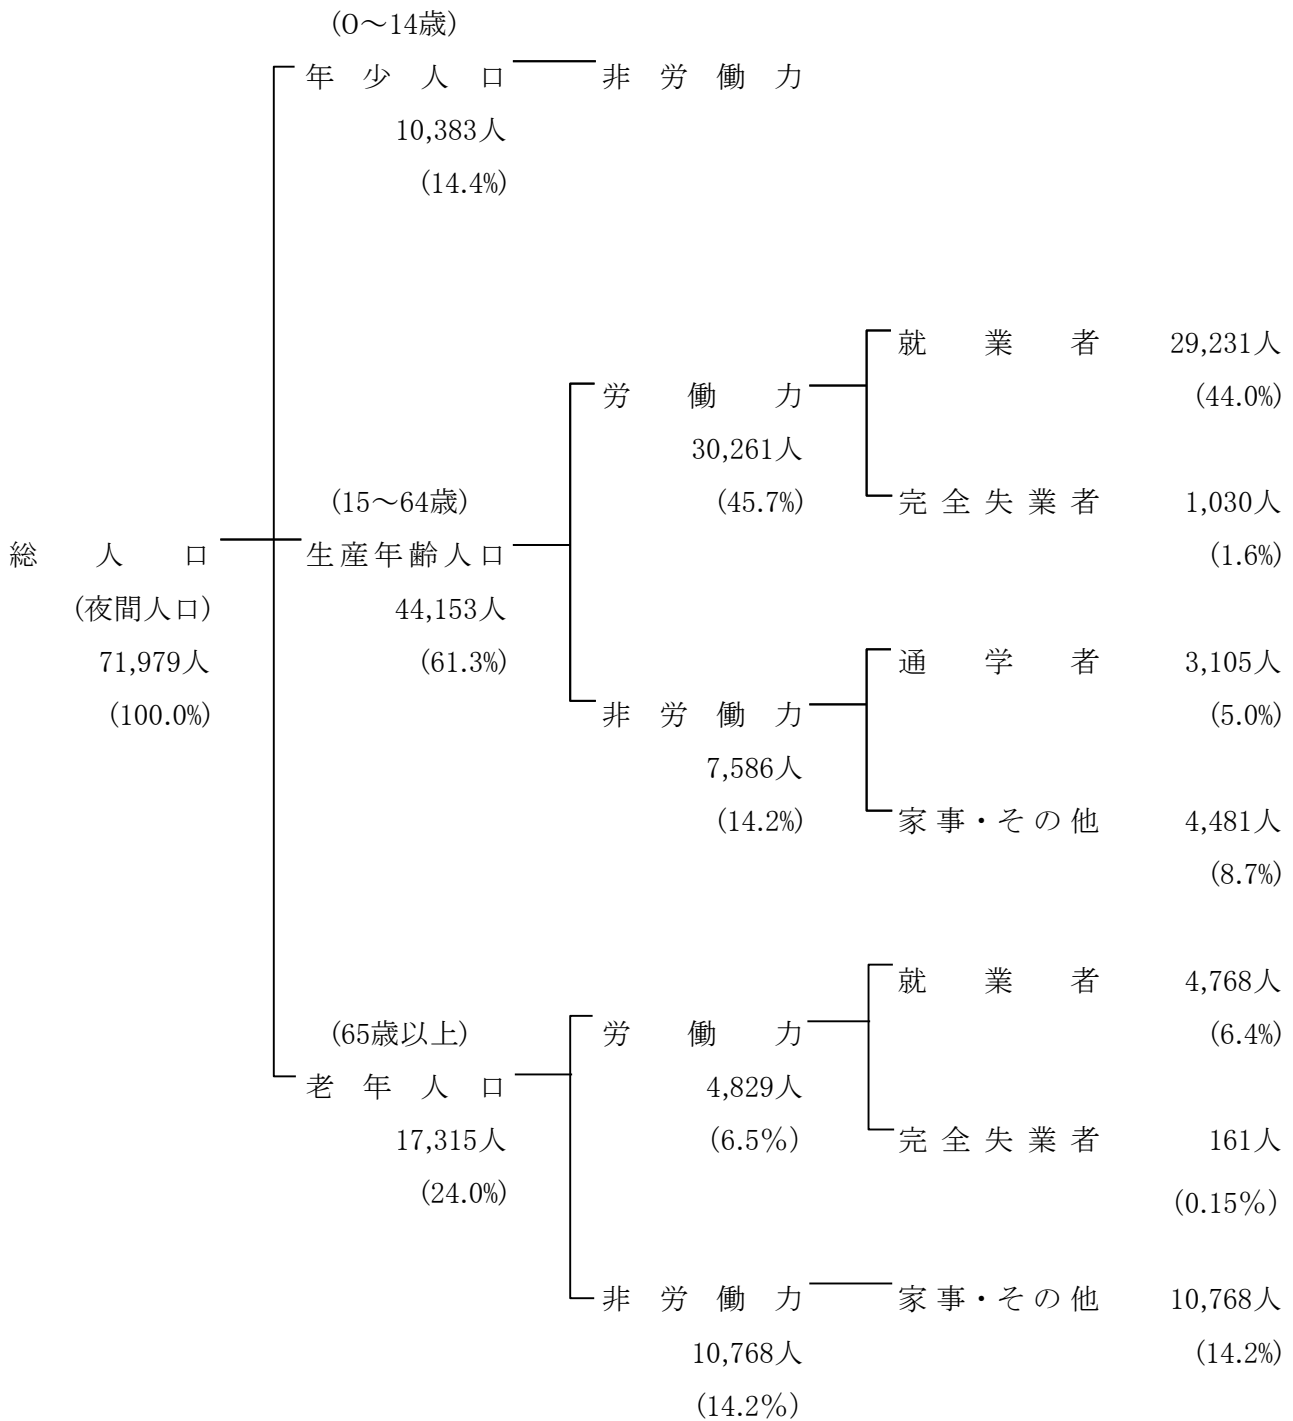 (0～14歳)
年少人口 非労働力
10,383人
(14.4%)
就業者 29,231人
労働力 (44.0%)
30,261人
(15～64歳) (45.7%) 完全失業者 1,030人
総人口 生産年齢人口 (1.6%)
(夜間人口) 44,153人
71,979人 (61.3%) 通学者 3,105人
(100.0%) 非労働力 (5.0%)
7,586人
(14.2%) 家事・その他 4,481人
(8.7%)
就業者 4,768人
(65歳以上) 労働力 (6.4%)
老年人口 4,829人
17,315人 (6.5％) 完全失業者 161人
(24.0%) (0.15％)
非労働力 家事・その他 10,768人
10,768人 (14.2%)
(14.2％)